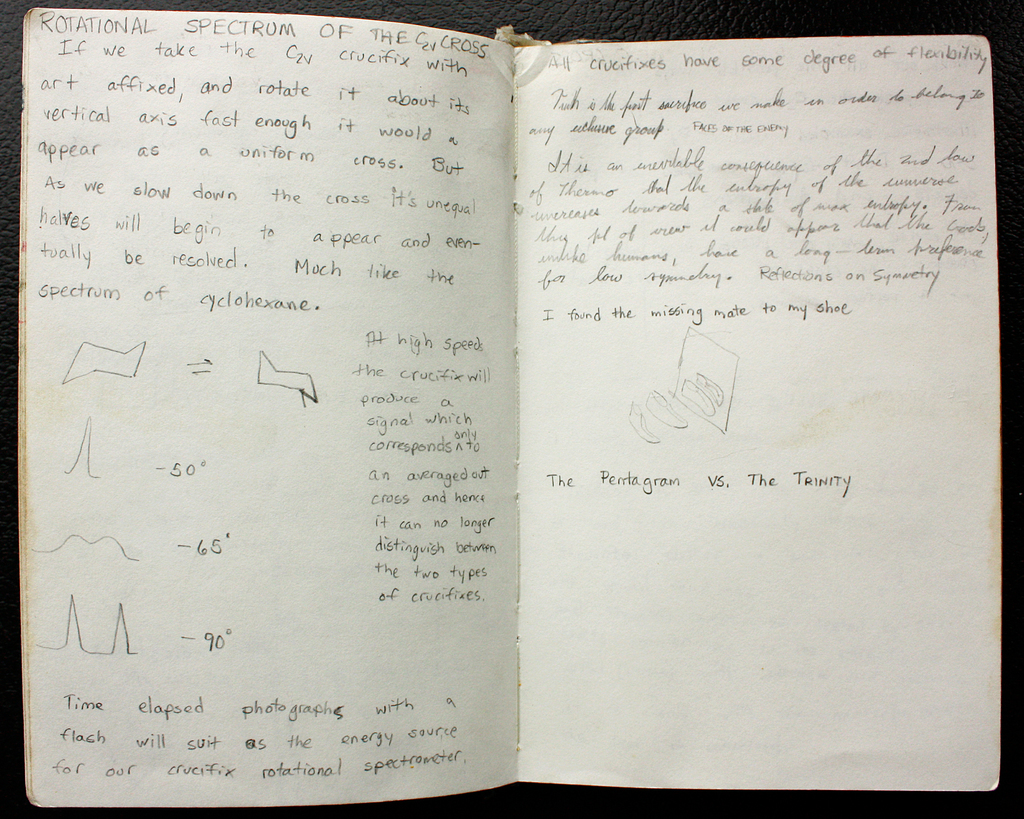 ROTATIONAL SPECTRUM OF THE C2V CROSS
If we take the C2V crucifix with
art affixed, and rotate it about its
vertical axis fast enough it would a
appear as a uniform cross. But
As we slow down the cross it's unequal
halves will begin to appear and even-
tually be resolved. Much like the
spectrum of cyclohexane.
⇌
At high speeds
the crucifix will
produce a
signal which
corresponds only to
an averaged out
cross and hence
it can no longer
distinguish between
the two types
of crucifixes.
-50°
-65°
-90°
Time elapsed photographs with a
flash will suit as the energy source
for our crucifix rotational spectrometer.
All crucifixes have some degree of flexibility
Truth is the first sacrifice we make in order to belong to
any exclusive group. FACES OF THE ENEMY
It is an inevitable consequence of the 2nd law
of Thermo that the entropy of the universe
increases towards a state of max entropy. From
this pt of view it could appear that the Gods,
unlike humans, have a long-term preference
for low symmetry. Reflections on Symmetry
I found the missing mate to my shoe
The Pentagram VS. The TRINITY